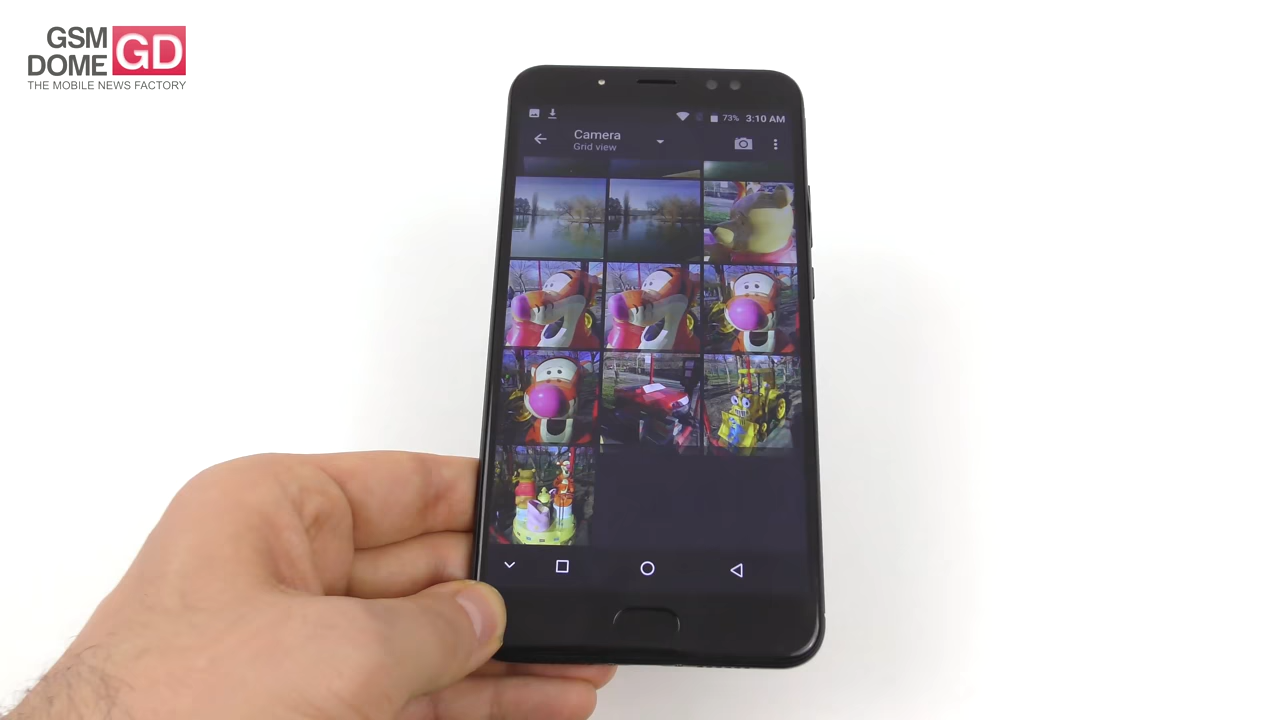 GSM
DOME GD
THE MOBILE NEWS FACTORY
73% 3:10 AM
Camera
Grid view